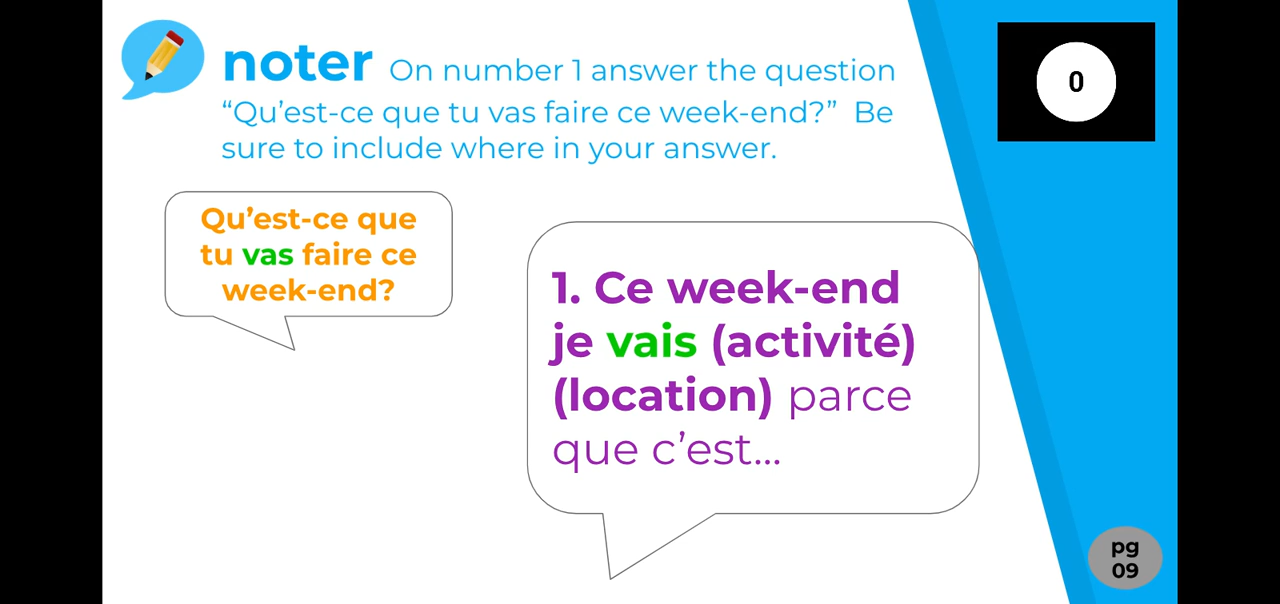 noter On number 1 answer the question
“Qu’est-ce que tu vas faire ce week-end?” Be
sure to include where in your answer.
0
Qu’est-ce que
tu vas faire ce
week-end?
1. Ce week-end
je vais (activité)
(location) parce
que c’est...
pg
09